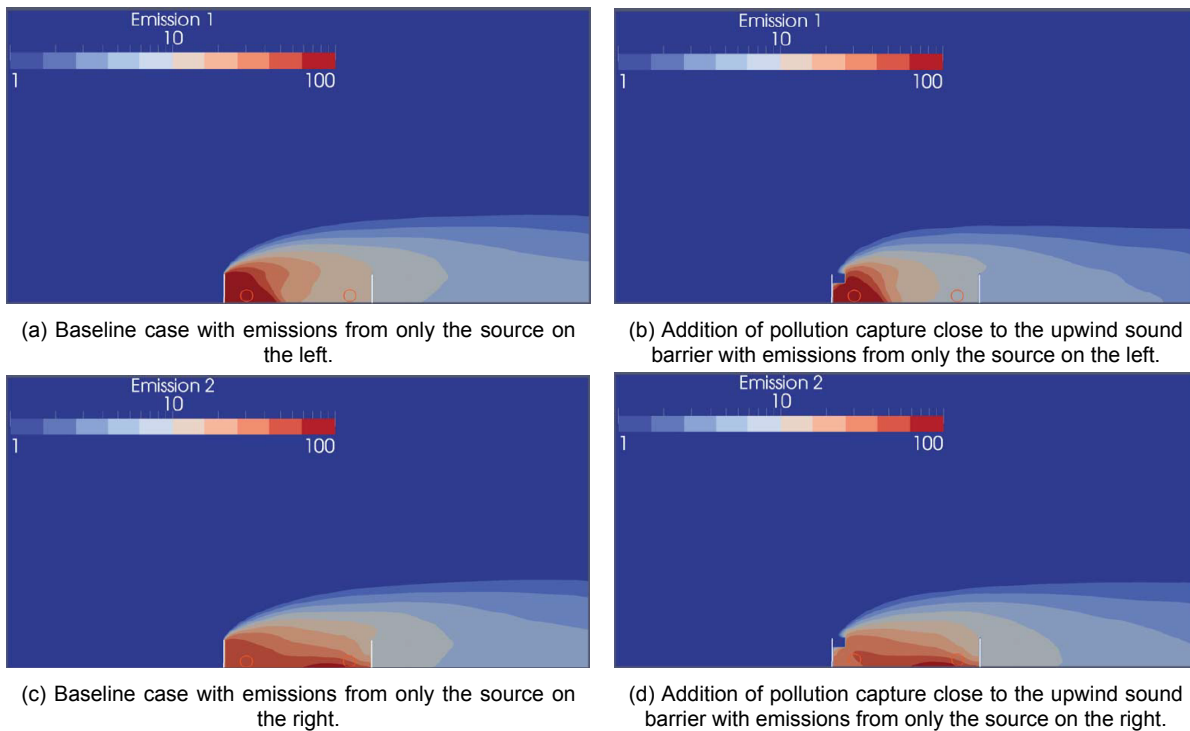 Emission 1
10
1
100
Emission 1
10
1
100
(a) Baseline case with emissions from only the source on
the left.
(b) Addition of pollution capture close to the upwind sound
barrier with emissions from only the source on the left.
Emission 2
10
1
100
Emission 2
10
1
100
(c) Baseline case with emissions from only the source on
the right.
(d) Addition of pollution capture close to the upwind sound
barrier with emissions from only the source on the right.